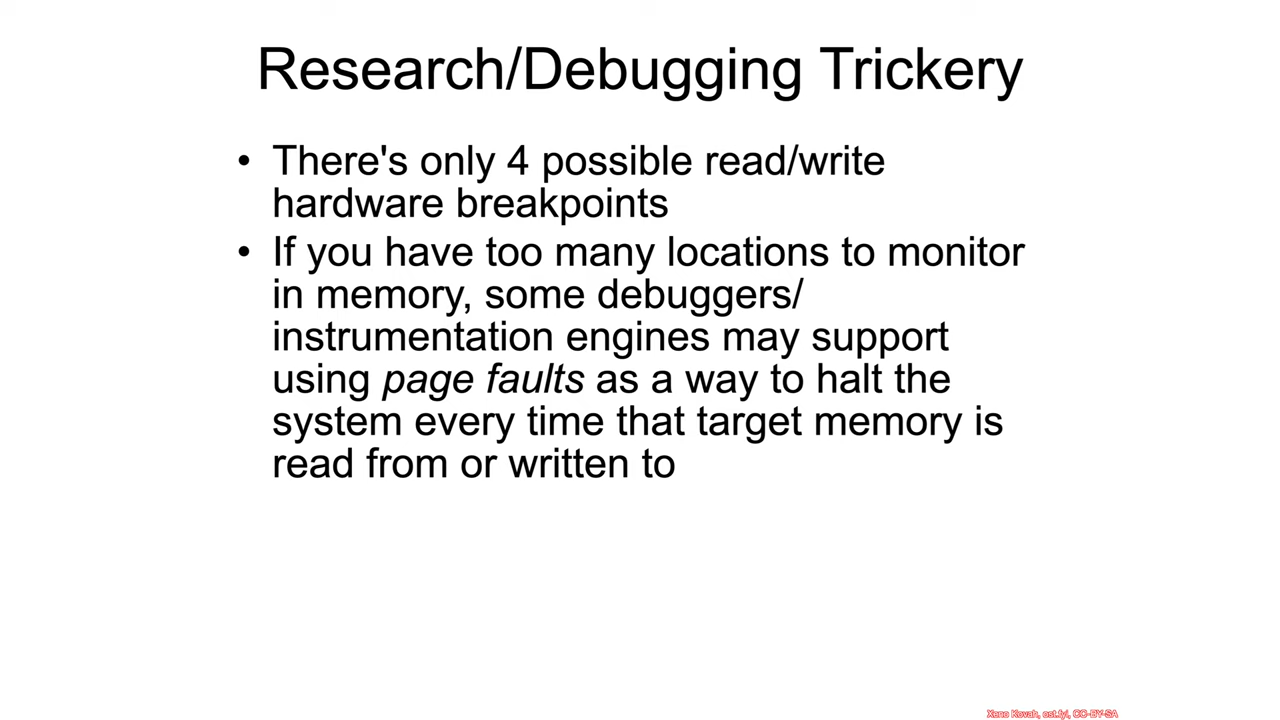 Research/Debugging Trickery
• There's only 4 possible read/write
hardware breakpoints
• If you have too many locations to monitor
in memory, some debuggers/
instrumentation engines may support
using page faults as a way to halt the
system every time that target memory is
read from or written to
Xeno Kovah, ost.fyi, CC-BY-SA